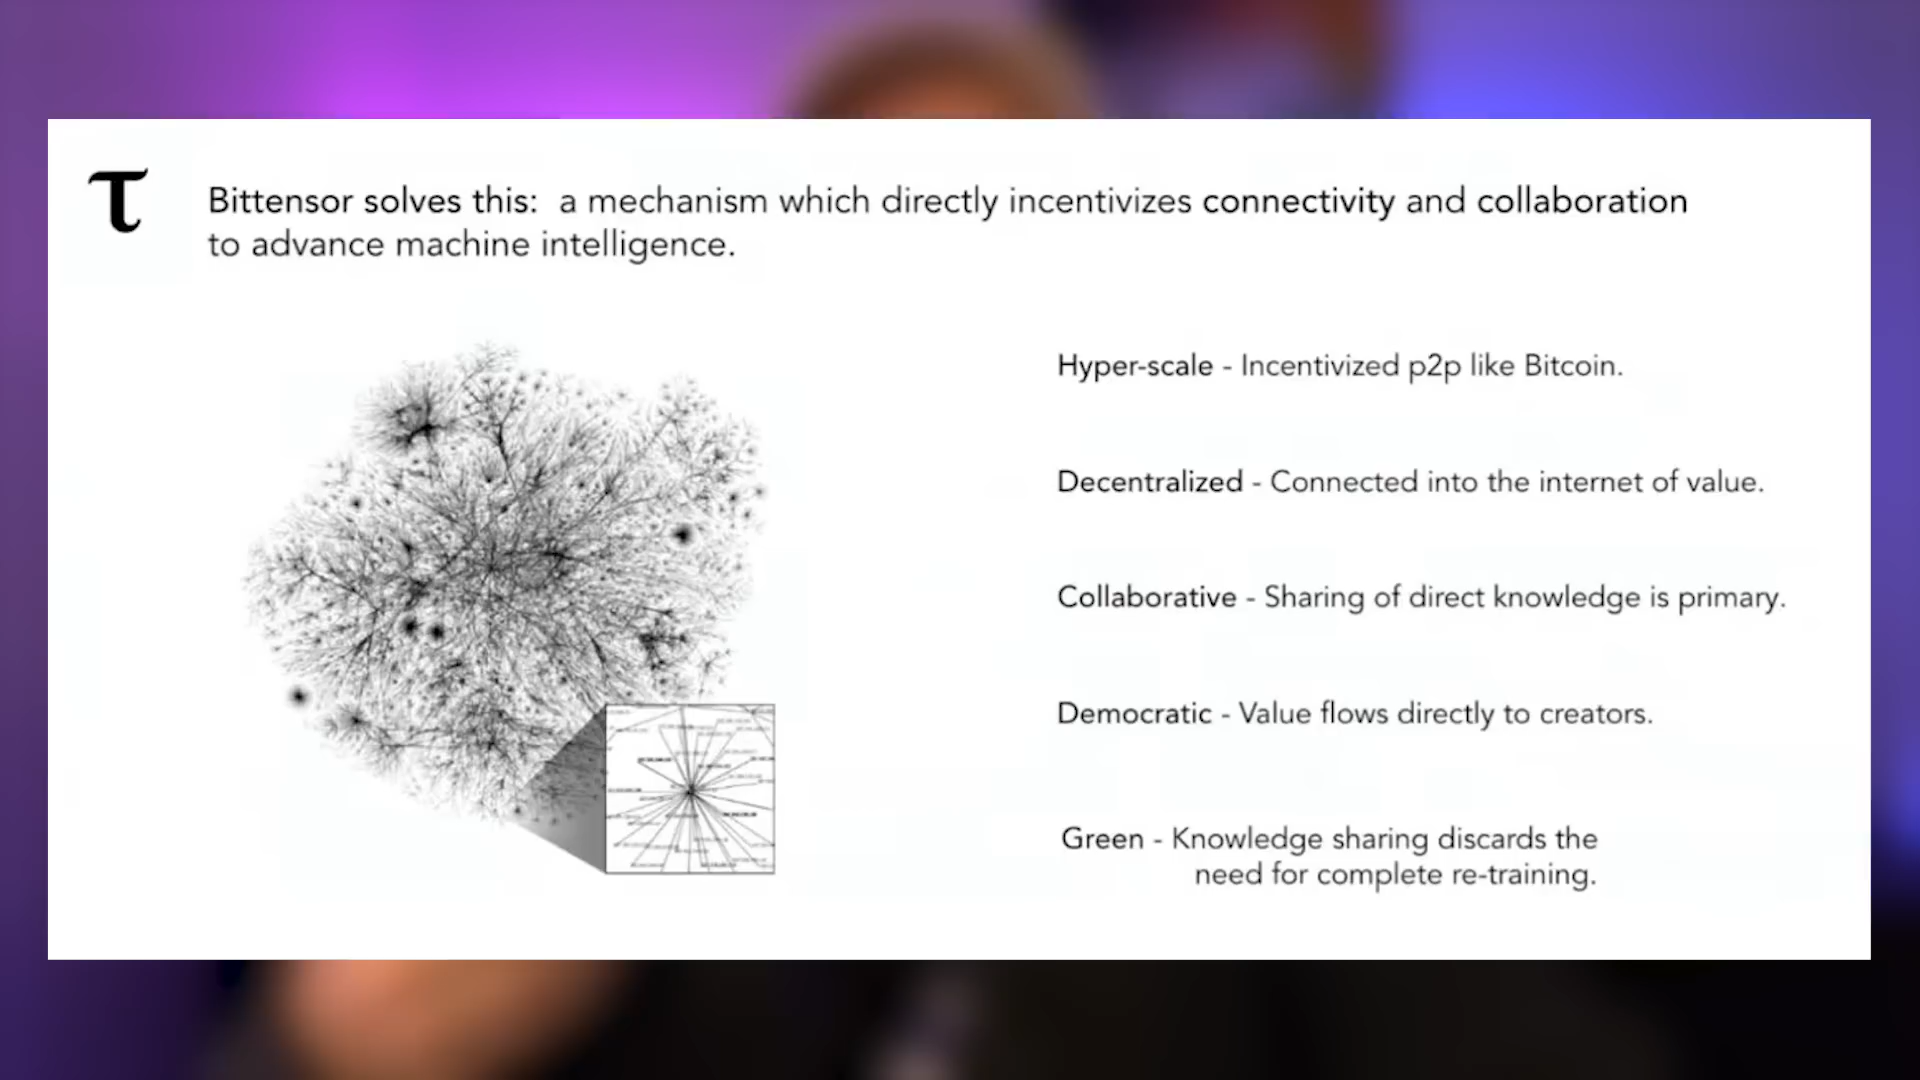 τ
Bittensor solves this: a mechanism which directly incentivizes connectivity and collaboration
to advance machine intelligence.
Hyper-scale - Incentivized p2p like Bitcoin.
Decentralized - Connected into the internet of value.
Collaborative - Sharing of direct knowledge is primary.
Democratic - Value flows directly to creators.
Green - Knowledge sharing discards the
need for complete re-training.